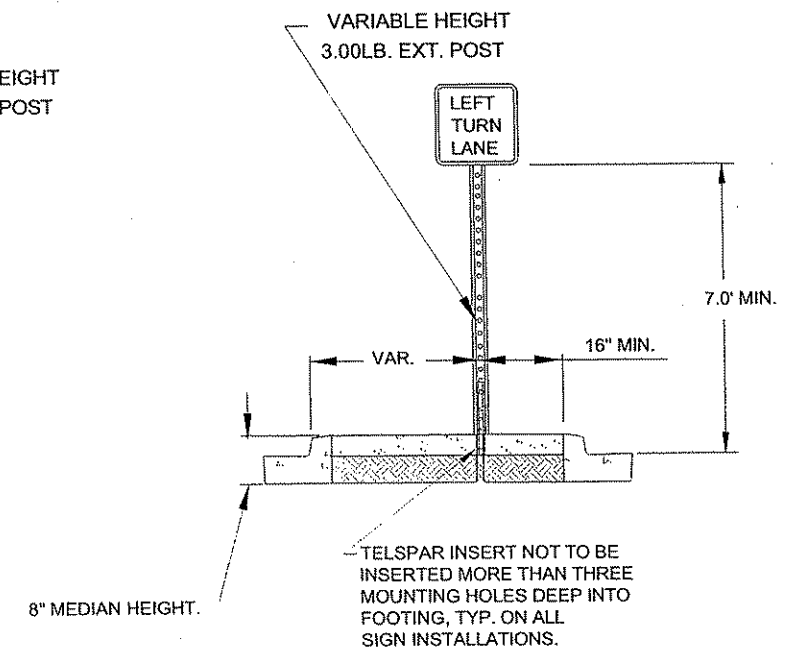 VARIABLE HEIGHT
3.00LB. EXT. POST
EIGHT
POST
LEFT
TURN
LANE
7.0' MIN.
VAR.
16" MIN.
TELSPAR INSERT NOT TO BE
INSERTED MORE THAN THREE
MOUNTING HOLES DEEP INTO
FOOTING, TYP. ON ALL
SIGN INSTALLATIONS.
8" MEDIAN HEIGHT.